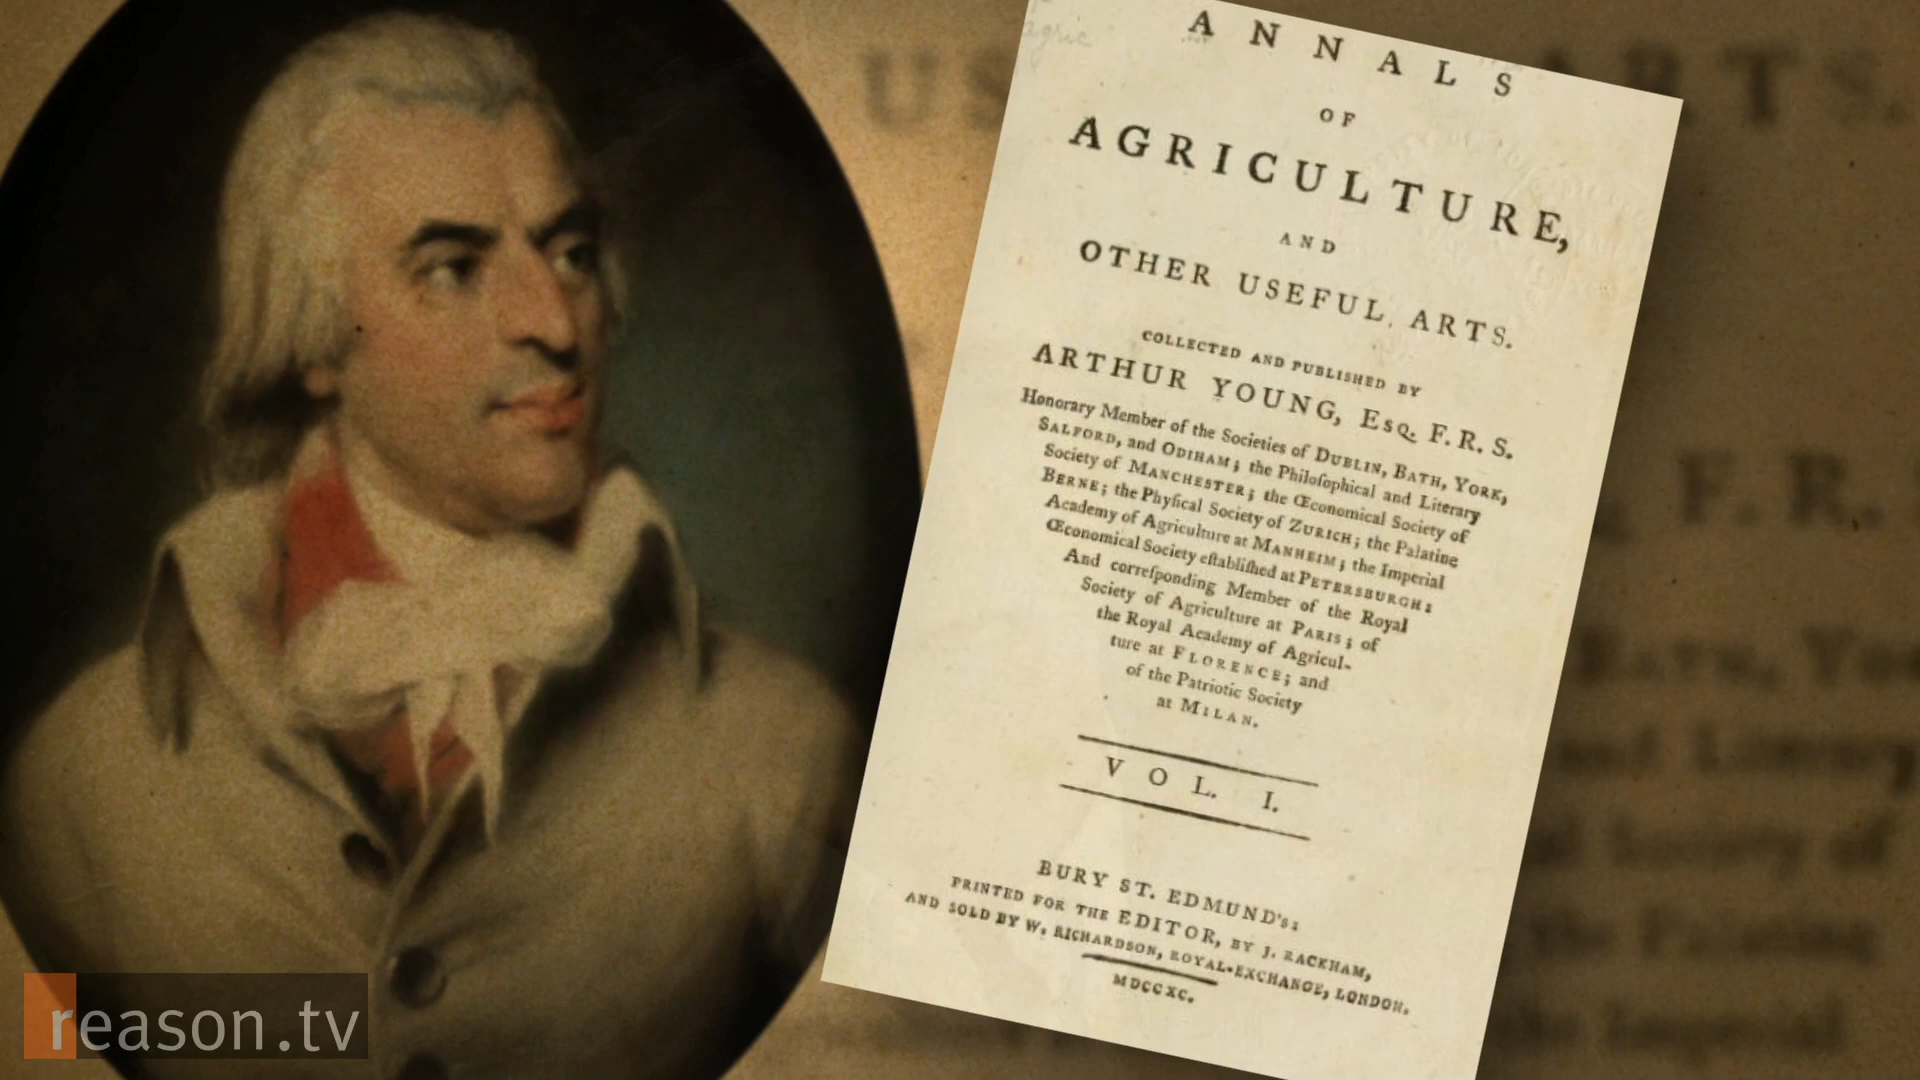 agric
ANNALS
OF
AGRICULTURE,
AND
OTHER USEFUL ARTS.
COLLECTED AND PUBLISHED BY
ARTHUR YOUNG, Esq. F.R.S.
Honorary Member of the Societies of DUBLIN, BATH, YORK,
SALFORD, and ODIHAM; the Philoſophical and Literary
Society of MANCHESTER; the Œconomical Society of
BERNE; the Phyſical Society of ZURICH; the Palatine
Academy of Agriculture at MANHEIM; the Imperial
Œconomical Society eſtabliſhed at PETERSBURGH:
And correſponding Member of the Royal
Society of Agriculture at PARIS; of
the Royal Academy of Agricul-
ture at FLORENCE; and
of the Patriotic Society
at MILAN.
VOL. I.
BURY ST. EDMUND's:
PRINTED FOR THE EDITOR, BY J. RACKHAM,
AND SOLD BY W. RICHARDSON, ROYAL-EXCHANGE, LONDON.
MDCCXC.
US ARTS.
F.R.S
reason.tv